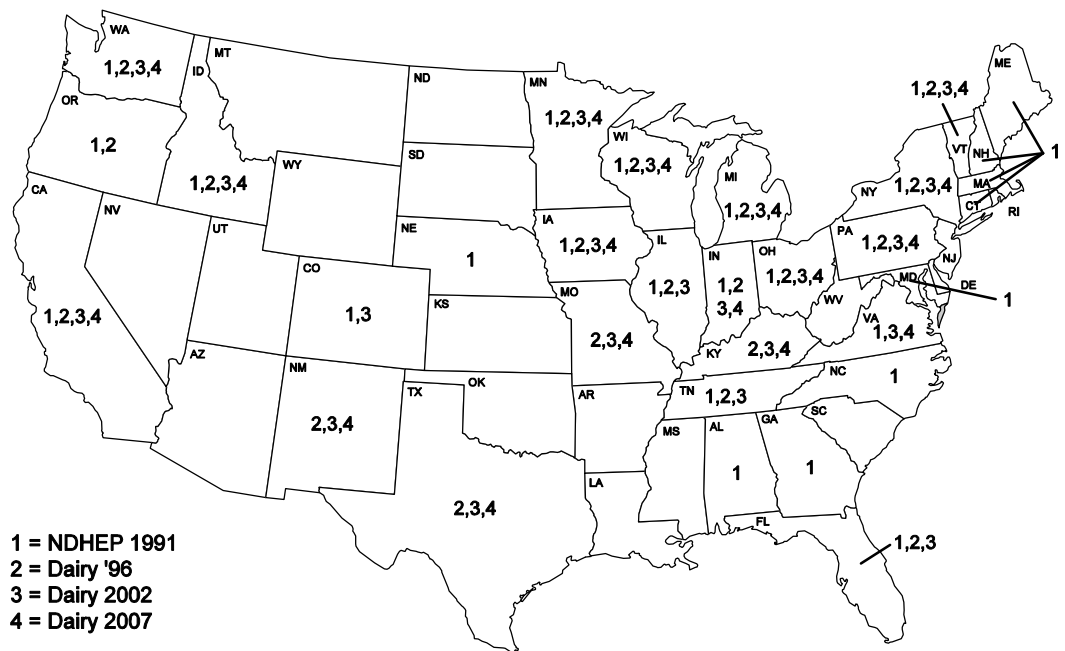 WA
1,2,3,4
MT
ID
ND
MN
1,2,3,4
ME
1,2,3,4
OR
1,2
WI
1,2,3,4
VT
NH
1
SD
WY
1,2,3,4
MI
1,2,3,4
NY
1,2,3,4
MA
CT
RI
CA
NV
UT
NE
1
IA
1,2,3,4
IL
IN
OH
1,2,3,4
PA
1,2,3,4
NJ
CO
1,3
KS
MO
2,3,4
1,2,3
1,2
3,4
WV
MD
DE
1
1,2,3,4
VA
1,3,4
KY
2,3,4
AZ
NM
2,3,4
TX
OK
AR
TN
1,2,3
NC
1
MS
AL
1
GA
1
SC
LA
2,3,4
FL
1,2,3
1 = NDHEP 1991
2 = Dairy '96
3 = Dairy 2002
4 = Dairy 2007